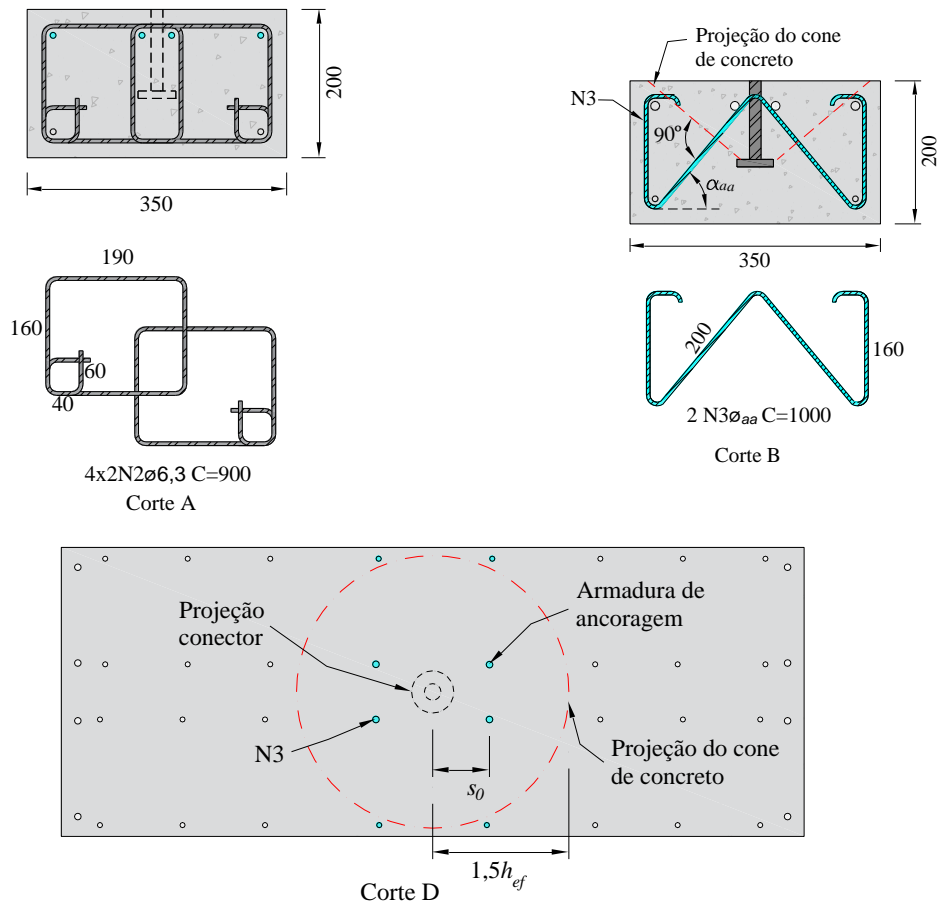 200
350
190
160
60
40
4x2N2ø6,3 C=900
Corte A
Projeção do cone
de concreto
N3
90º
αaa
200
350
200
160
2 N3øaa C=1000
Corte B
Projeção
conector
Armadura de
ancoragem
N3
s0
Projeção do cone
de concreto
1,5hef
Corte D